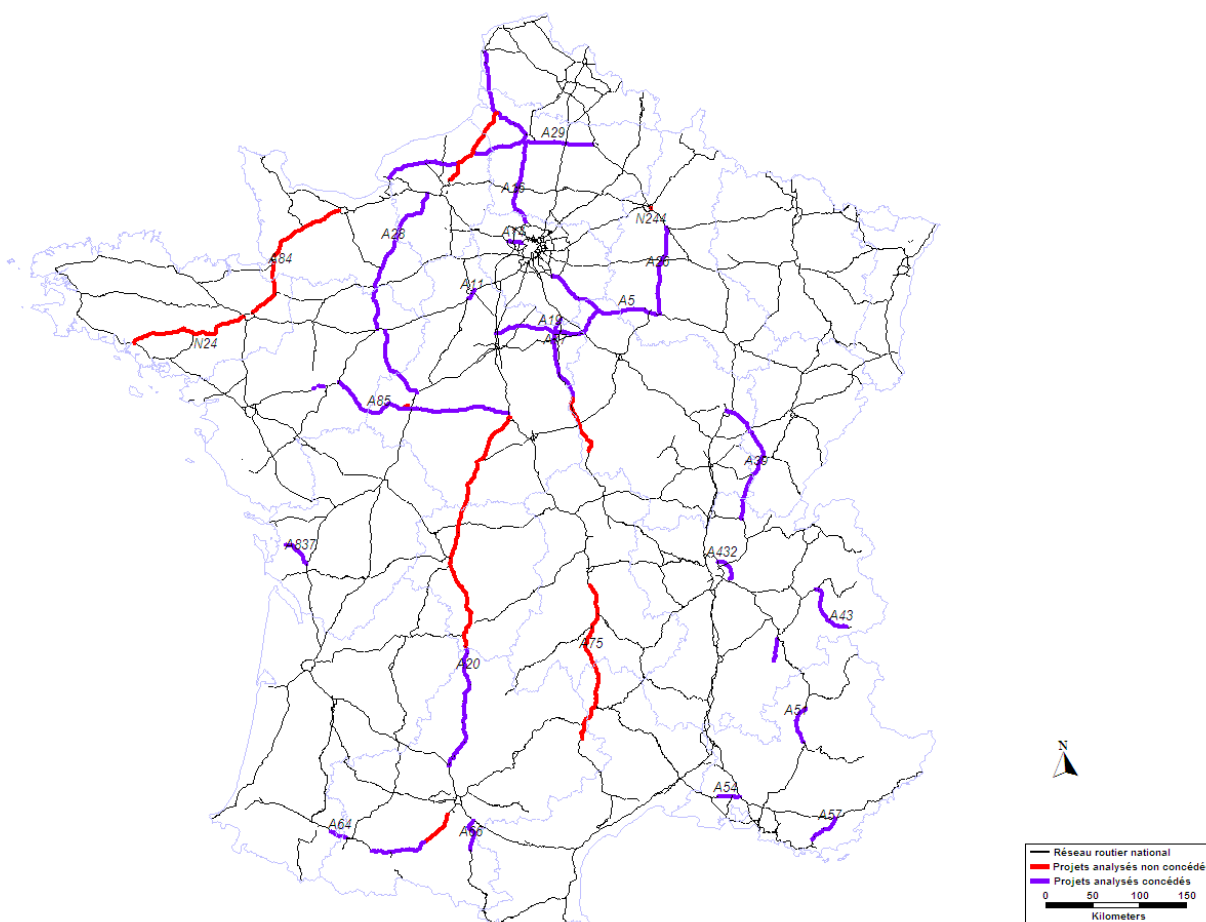 A29
A16
N244
A14
A28
A84
A26
A11
A5
A19
N24
A85
A39
A837
A432
A43
A75
A20
A51
N
A54
A57
A64
A66
Réseau routier national
Projets analysés non concédé
Projets analysés concédés
0 50 100 150
Kilometers